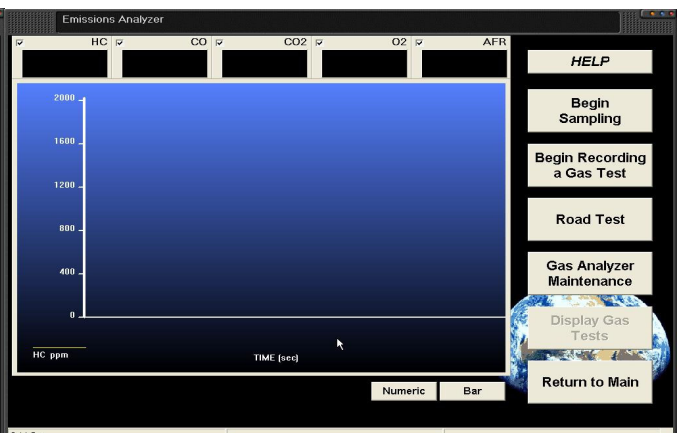 Emissions Analyzer
HC CO CO2 O2 AFR
HELP
Begin
Sampling
Begin Recording
a Gas Test
Road Test
Gas Analyzer
Maintenance
Display Gas
Tests
Return to Main
2000
1600
1200
800
400
0
HC ppm
TIME (sec)
Numeric Bar